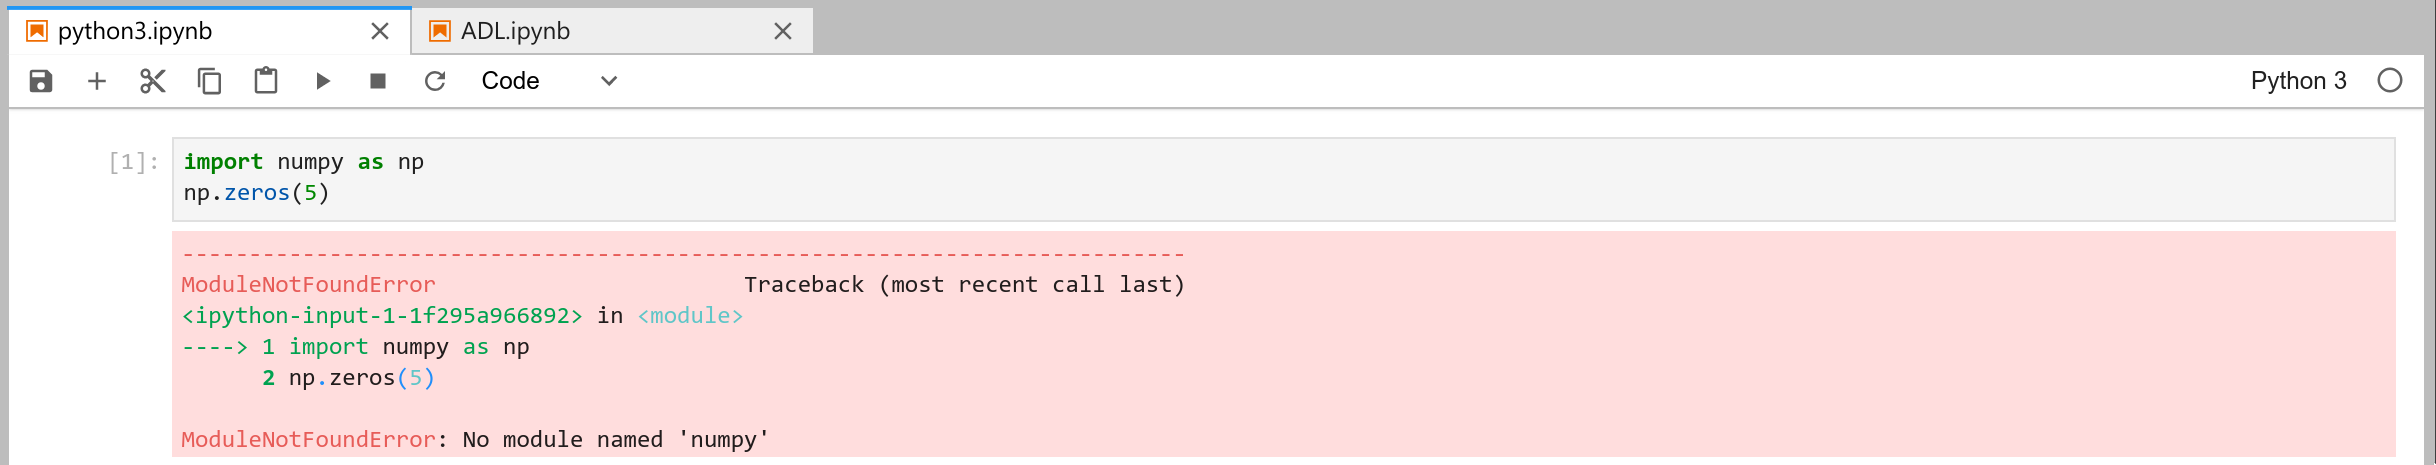 python3.ipynb
ADL.ipynb
Code
Python 3
[1]: import numpy as np
np.zeros(5)
---------------------------------------------------------------------------
ModuleNotFoundError                       Traceback (most recent call last)
<ipython-input-1-1f295a966892> in <module>
----> 1 import numpy as np
      2 np.zeros(5)
ModuleNotFoundError: No module named 'numpy'